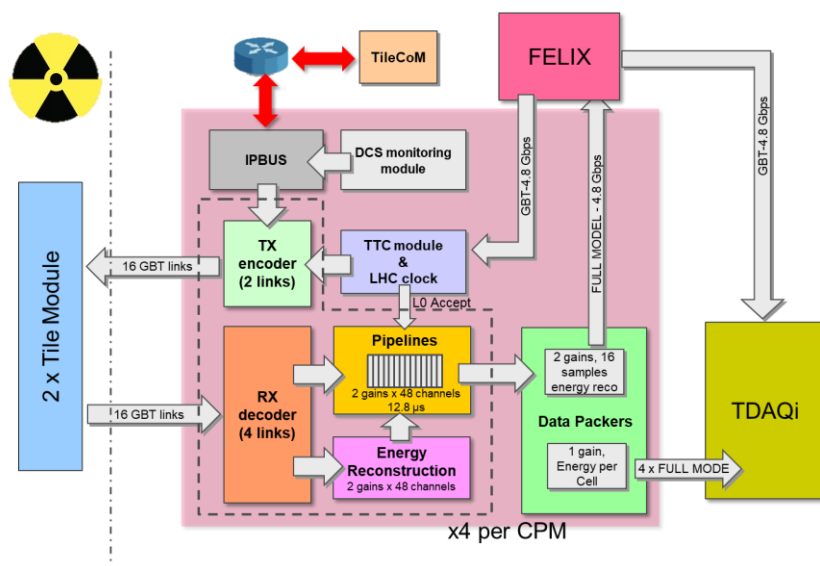 TileCoM
FELIX
IPBUS
DCS monitoring
module
GBT-4.8 Gbps
FULL MODEL - 4.8 Gbps
GBT-4.8 Gbps
2 x Tile Module
16 GBT links
TX
encoder
(2 links)
TTC module
&
LHC clock
L0 Accept
16 GBT links
RX
decoder
(4 links)
Pipelines
2 gains x 48 channels
12.8 µs
Energy
Reconstruction
2 gains x 48 channels
2 gains, 16
samples
energy reco
Data Packers
1 gain,
Energy per
Cell
4 x FULL MODE
TDAQi
x4 per CPM